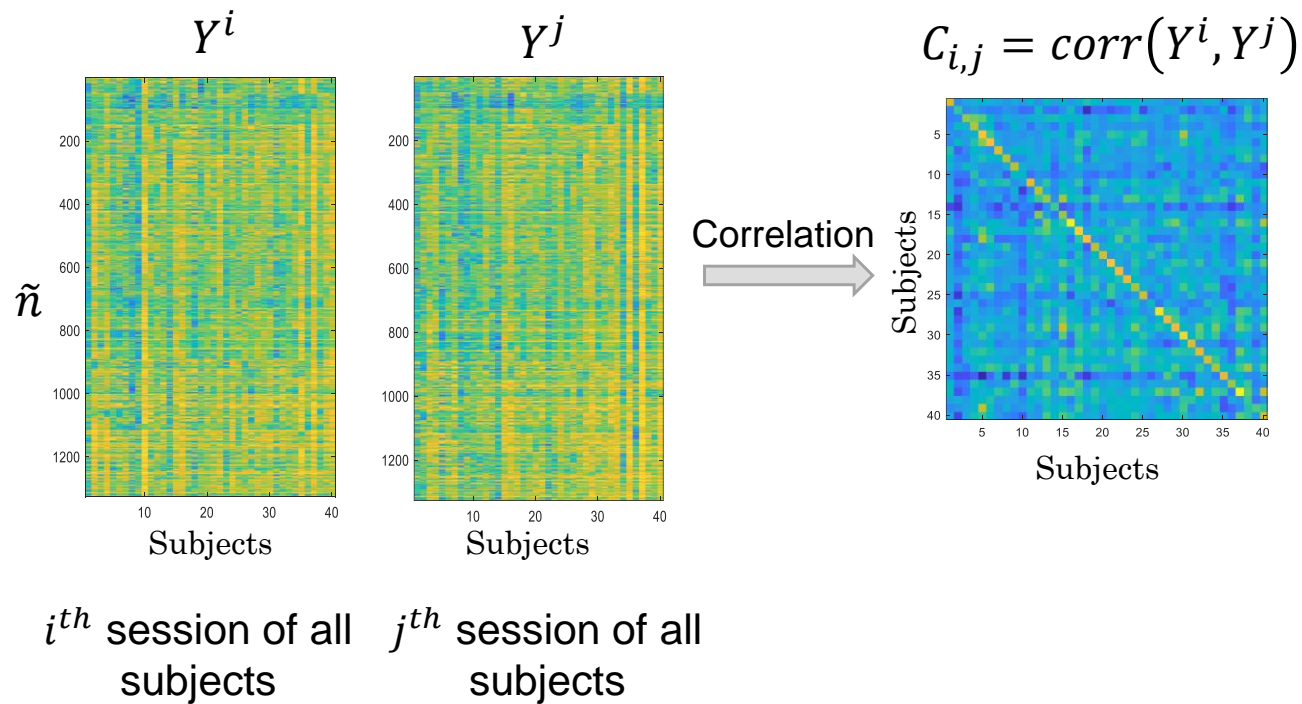 Y^i
Y^j
C_{i,j} = corr(Y^i, Y^j)
200
400
600
800
1000
1200
ñ
10 20 30 40
Subjects
200
400
600
800
1000
1200
10 20 30 40
Subjects
Correlation
5
10
15
20
25
30
35
40
Subjects
5 10 15 20 25 30 35 40
Subjects
i^{th} session of all
subjects
j^{th} session of all
subjects